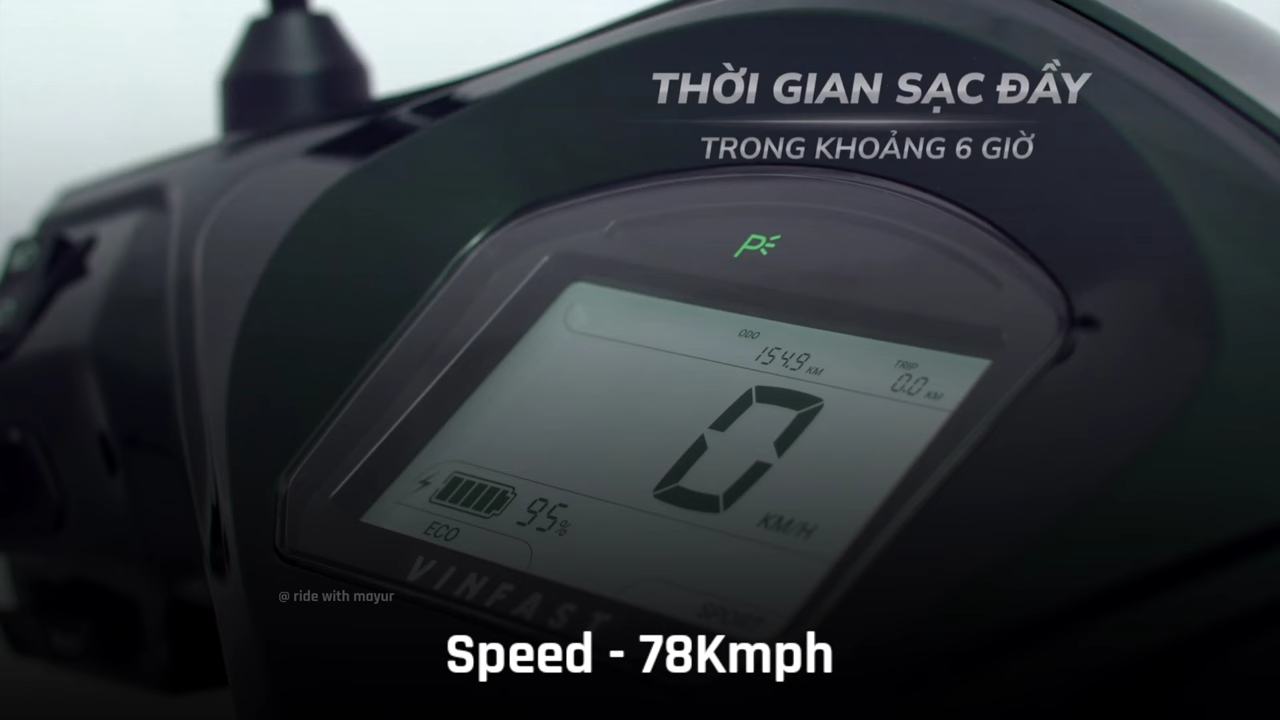 THỜI GIAN SẠC ĐẦY
TRONG KHOẢNG 6 GIỜ
P
ODO
154.9 KM
TRIP
0.0 KM
0
KM/H
95%
ECO
SPORT
VINFAST
@ ride with mayur
Speed - 78Kmph